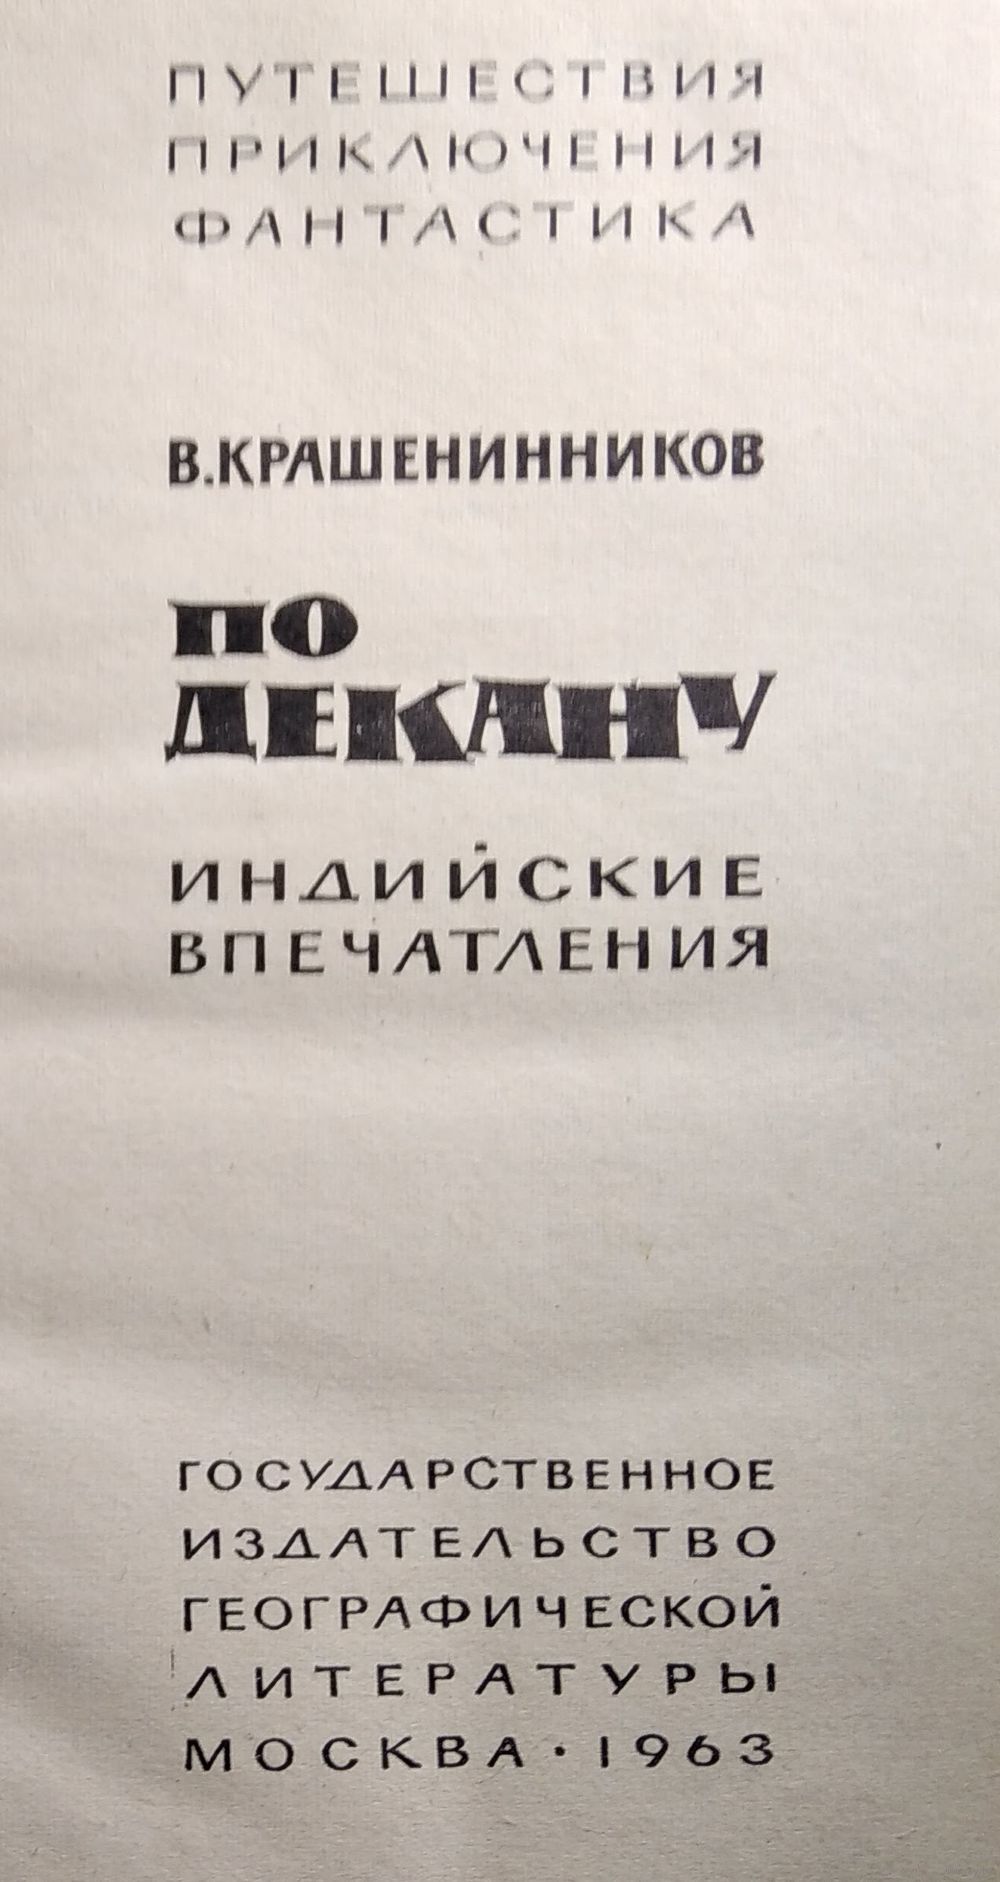 ПУТЕШЕСТВИЯ
ПРИКЛЮЧЕНИЯ
ФАНТАСТИКА
В.КРАШЕНИННИКОВ
ПО
ДЕКАНУ
ИНДИЙСКИЕ
ВПЕЧАТЛЕНИЯ
ГОСУДАРСТВЕННОЕ
ИЗДАТЕЛЬСТВО
ГЕОГРАФИЧЕСКОЙ
ЛИТЕРАТУРЫ
МОСКВА · 1963